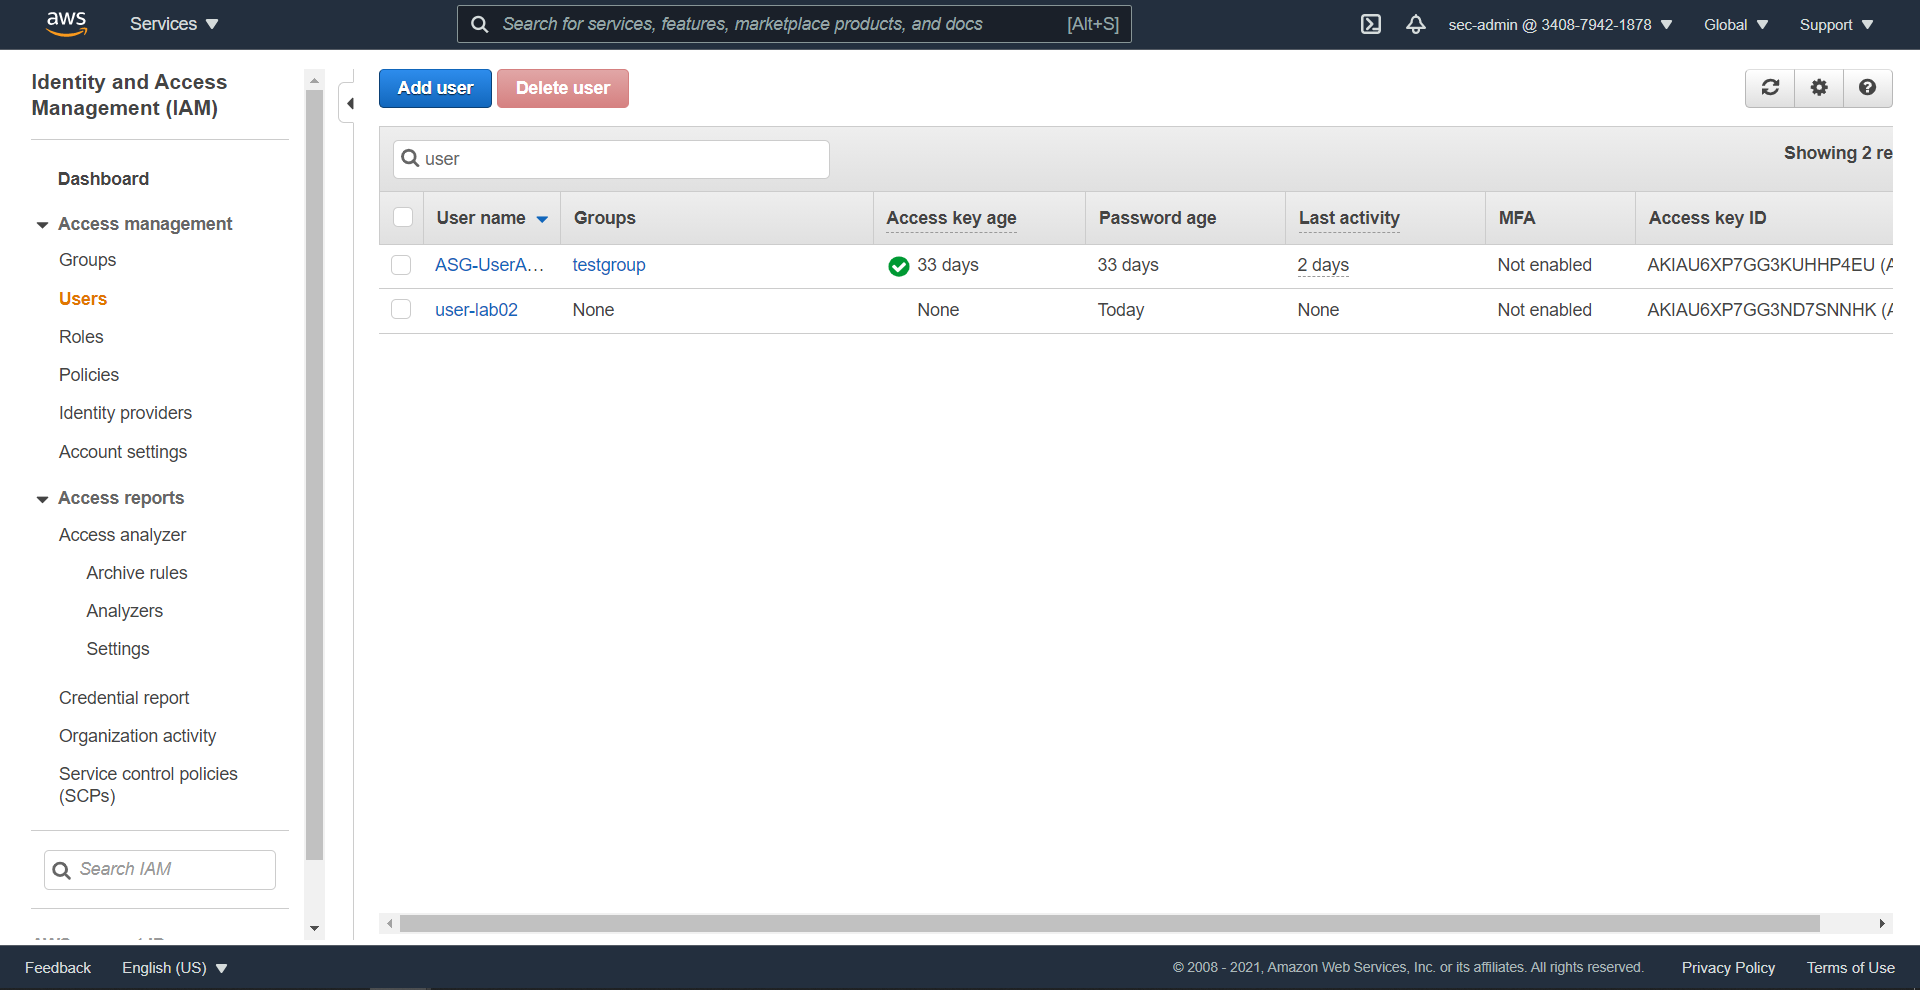 aws Services Search for services, features, marketplace products, and docs [Alt+S] sec-admin @ 3408-7942-1878 Global Support
Identity and Access
Management (IAM)
Dashboard
Access management
Groups
Users
Roles
Policies
Identity providers
Account settings
Access reports
Access analyzer
Archive rules
Analyzers
Settings
Credential report
Organization activity
Service control policies
(SCPs)
Search IAM
Add user Delete user
user
Showing 2 re
User name Groups Access key age Password age Last activity MFA Access key ID
ASG-UserA... testgroup 33 days 33 days 2 days Not enabled AKIAU6XP7GG3KUHHP4EU (A
user-lab02 None None Today None Not enabled AKIAU6XP7GG3ND7SNNHK (A
Feedback English (US) © 2008 - 2021, Amazon Web Services, Inc. or its affiliates. All rights reserved. Privacy Policy Terms of Use